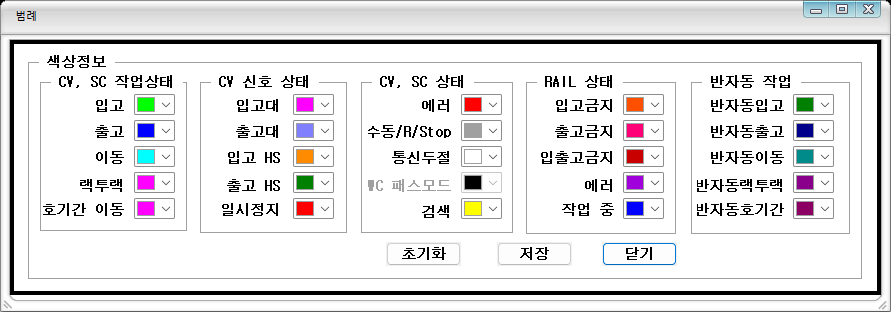 범례
색상정보
CV, SC 작업상태
입고
출고
이동
랙투랙
호기간 이동
CV 신호 상태
입고대
출고대
입고 HS
출고 HS
일시정지
CV, SC 상태
에러
수동/R/Stop
통신두절
WC 패스모드
검색
RAIL 상태
입고금지
출고금지
입출고금지
에러
작업 중
반자동 작업
반자동입고
반자동출고
반자동이동
반자동랙투랙
반자동호기간
초기화
저장
닫기